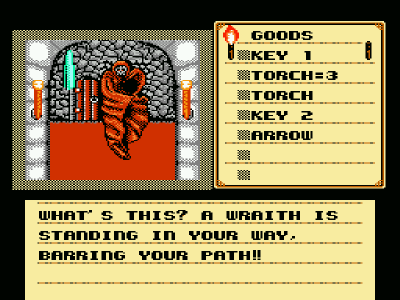 GOODS
KEY 1
TORCH=3
TORCH
KEY 2
ARROW
WHAT'S THIS? A WRAITH IS
STANDING IN YOUR WAY,
BARRING YOUR PATH!!